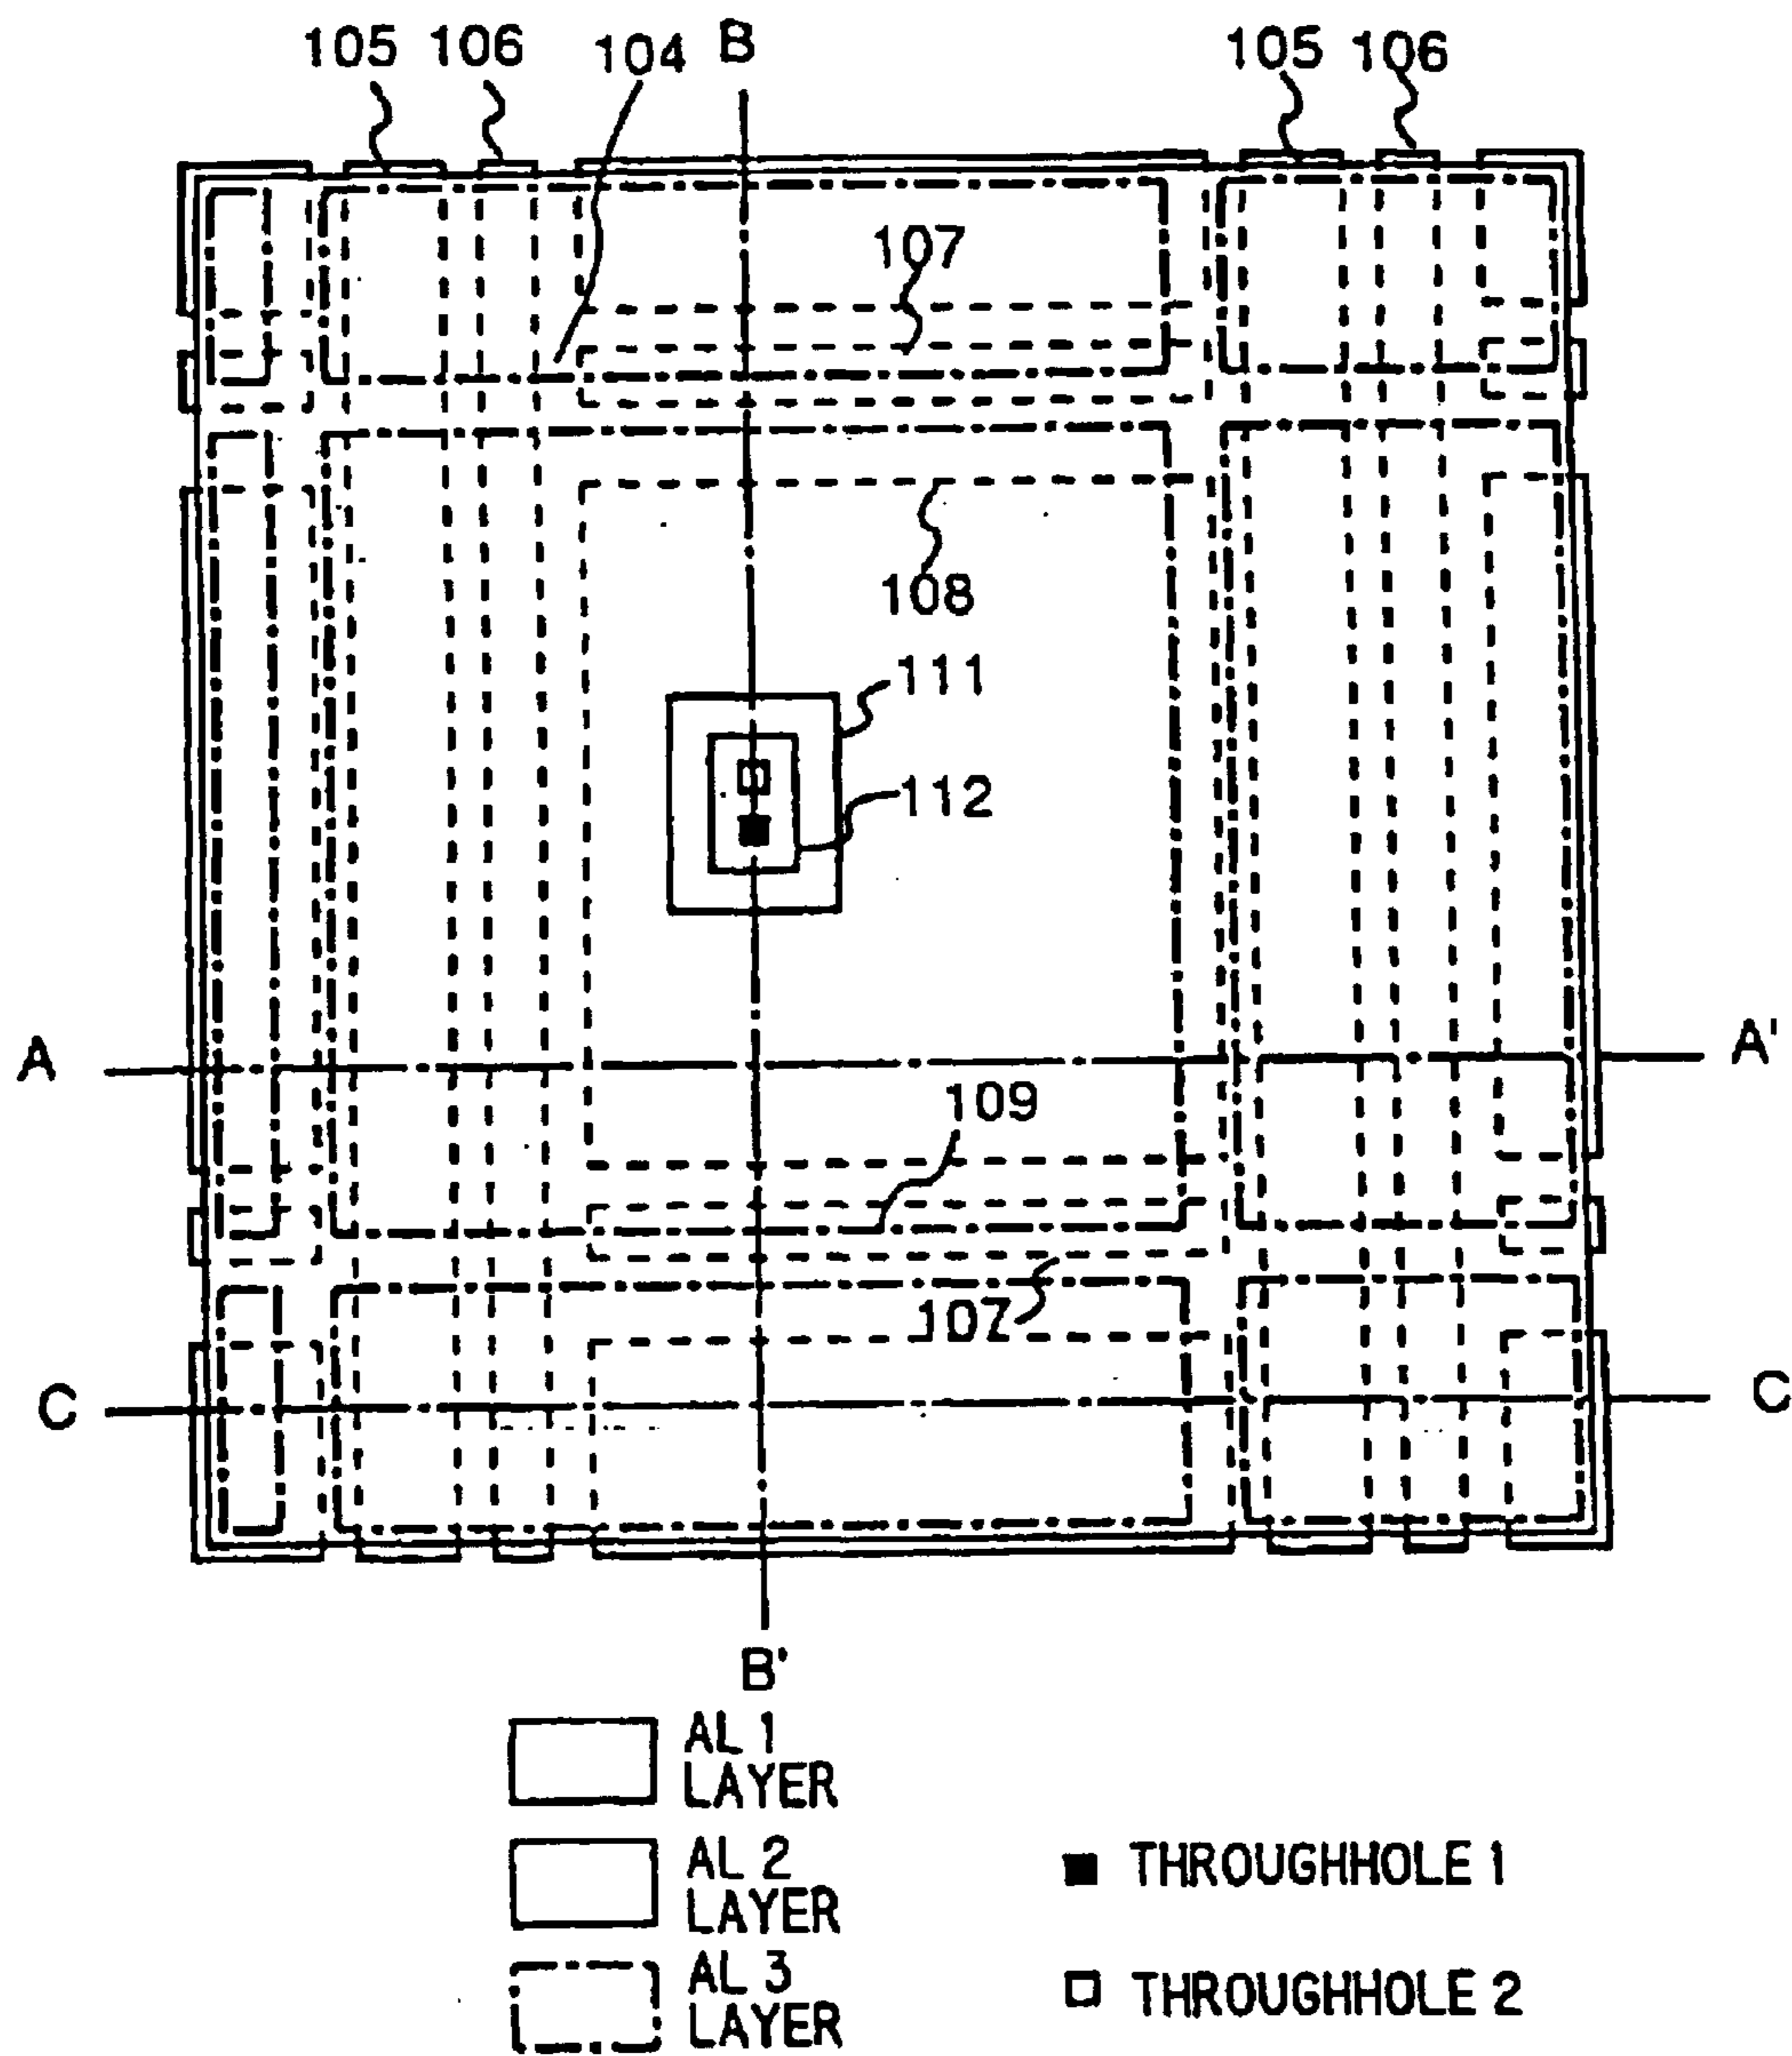 105 106 104 B 105 106
107
108
111
112
A A'
109
107
C C
B'
AL 1
LAYER
AL 2
LAYER
THROUGHHOLE 1
AL 3
LAYER
THROUGHHOLE 2